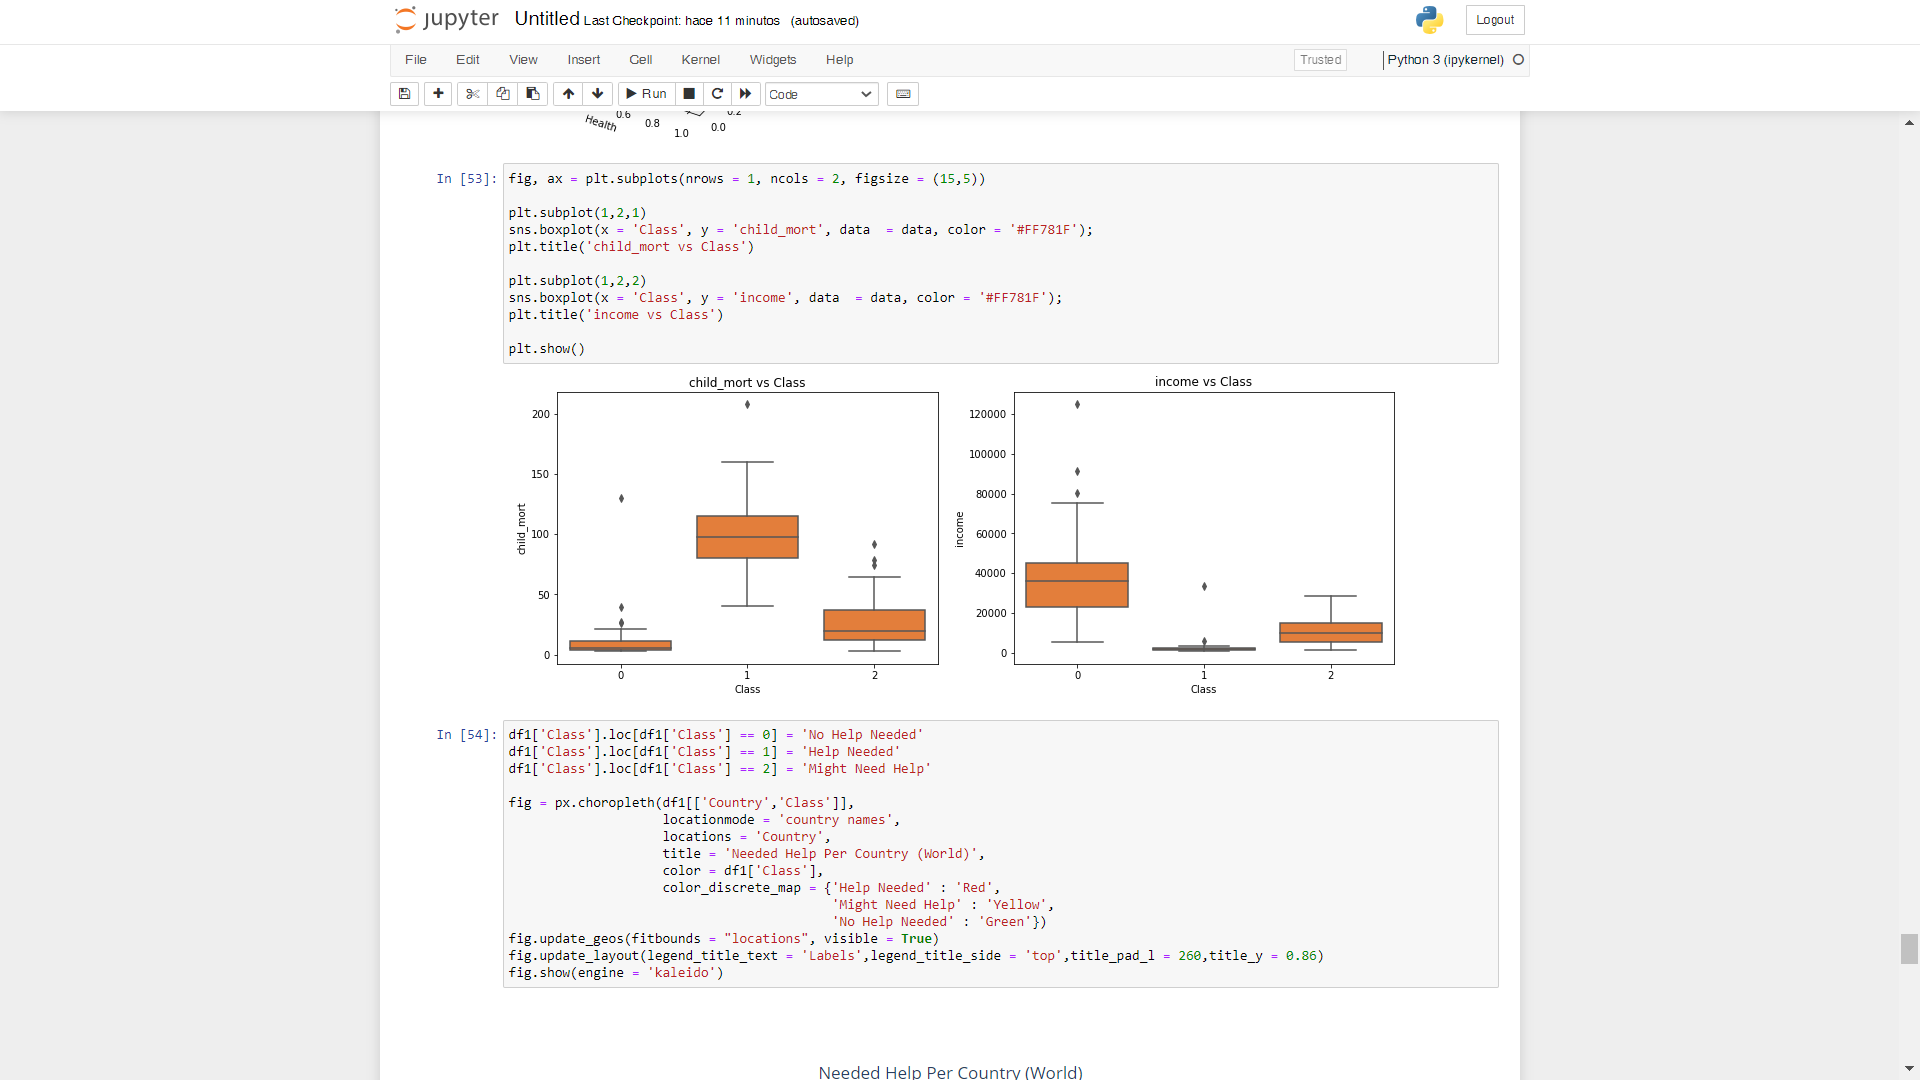 jupyter Untitled Last Checkpoint: hace 11 minutos (autosaved)
Logout
File Edit View Insert Cell Kernel Widgets Help
Trusted
Python 3 (ipykernel)
Run
Code
Health
0.6
0.8
1.0
0.0
0.2
In [53]:
fig, ax = plt.subplots(nrows = 1, ncols = 2, figsize = (15,5))
plt.subplot(1,2,1)
sns.boxplot(x = 'Class', y = 'child_mort', data  = data, color = '#FF781F');
plt.title('child_mort vs Class')
plt.subplot(1,2,2)
sns.boxplot(x = 'Class', y = 'income', data  = data, color = '#FF781F');
plt.title('income vs Class')
plt.show()
child_mort vs Class
200
150
100
50
0
child_mort
0 1 2
Class
income vs Class
120000
100000
80000
60000
40000
20000
0
income
0 1 2
Class
In [54]:
df1['Class'].loc[df1['Class'] == 0] = 'No Help Needed'
df1['Class'].loc[df1['Class'] == 1] = 'Help Needed'
df1['Class'].loc[df1['Class'] == 2] = 'Might Need Help'
fig = px.choropleth(df1[['Country','Class']],
locationmode = 'country names',
locations = 'Country',
title = 'Needed Help Per Country (World)',
color = df1['Class'],
color_discrete_map = {'Help Needed' : 'Red',
'Might Need Help' : 'Yellow',
'No Help Needed' : 'Green'})
fig.update_geos(fitbounds = "locations", visible = True)
fig.update_layout(legend_title_text = 'Labels',legend_title_side = 'top',title_pad_l = 260,title_y = 0.86)
fig.show(engine = 'kaleido')
Needed Help Per Country (World)